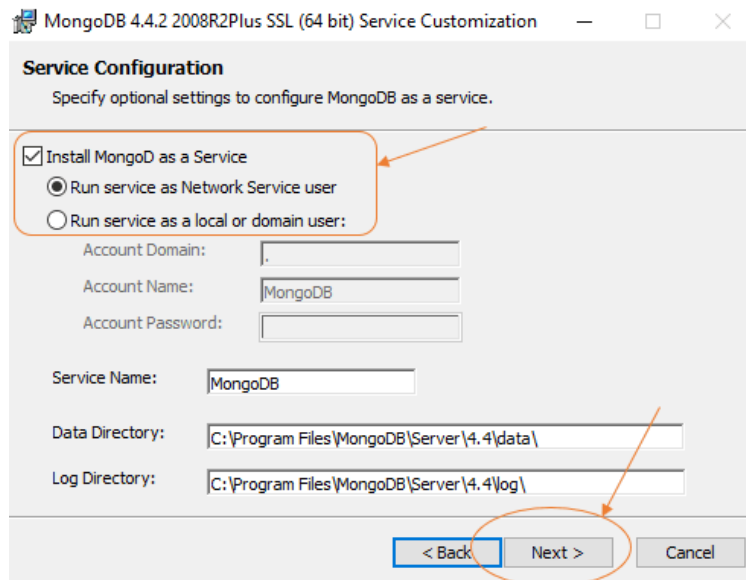 MongoDB 4.4.2 2008R2Plus SSL (64 bit) Service Customization
Service Configuration
Specify optional settings to configure MongoDB as a service.
Install MongoD as a Service
Run service as Network Service user
Run service as a local or domain user:
Account Domain: .
Account Name: MongoDB
Account Password:
Service Name: MongoDB
Data Directory: C:\Program Files\MongoDB\Server\4.4\data\
Log Directory: C:\Program Files\MongoDB\Server\4.4\log\
< Back Next > Cancel